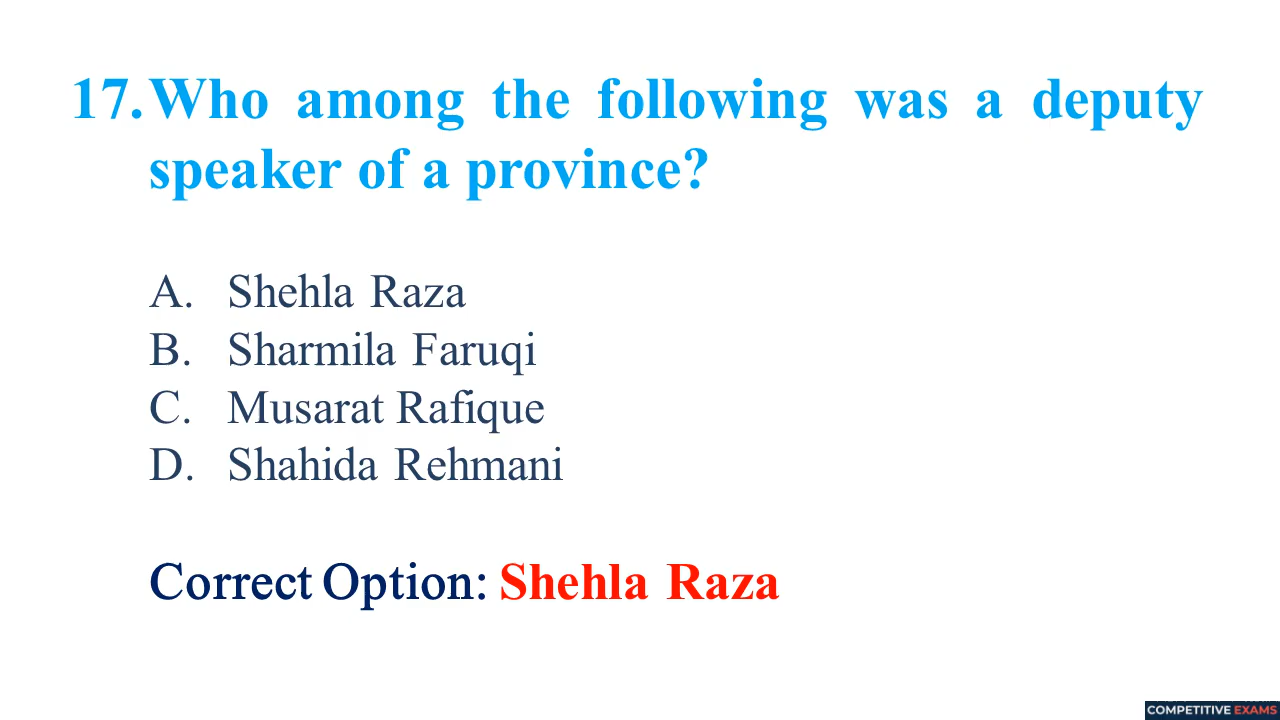 17. Who among the following was a deputy
speaker of a province?
A. Shehla Raza
B. Sharmila Faruqi
C. Musarat Rafique
D. Shahida Rehmani
Correct Option: Shehla Raza
COMPETITIVE EXAMS